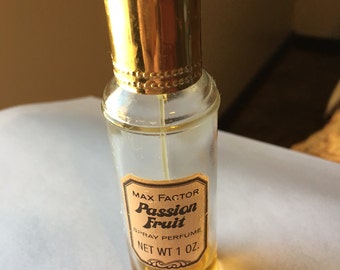 MAX FACTOR
Passion
Fruit
SPRAY PERFUME
NET WT 1 OZ.